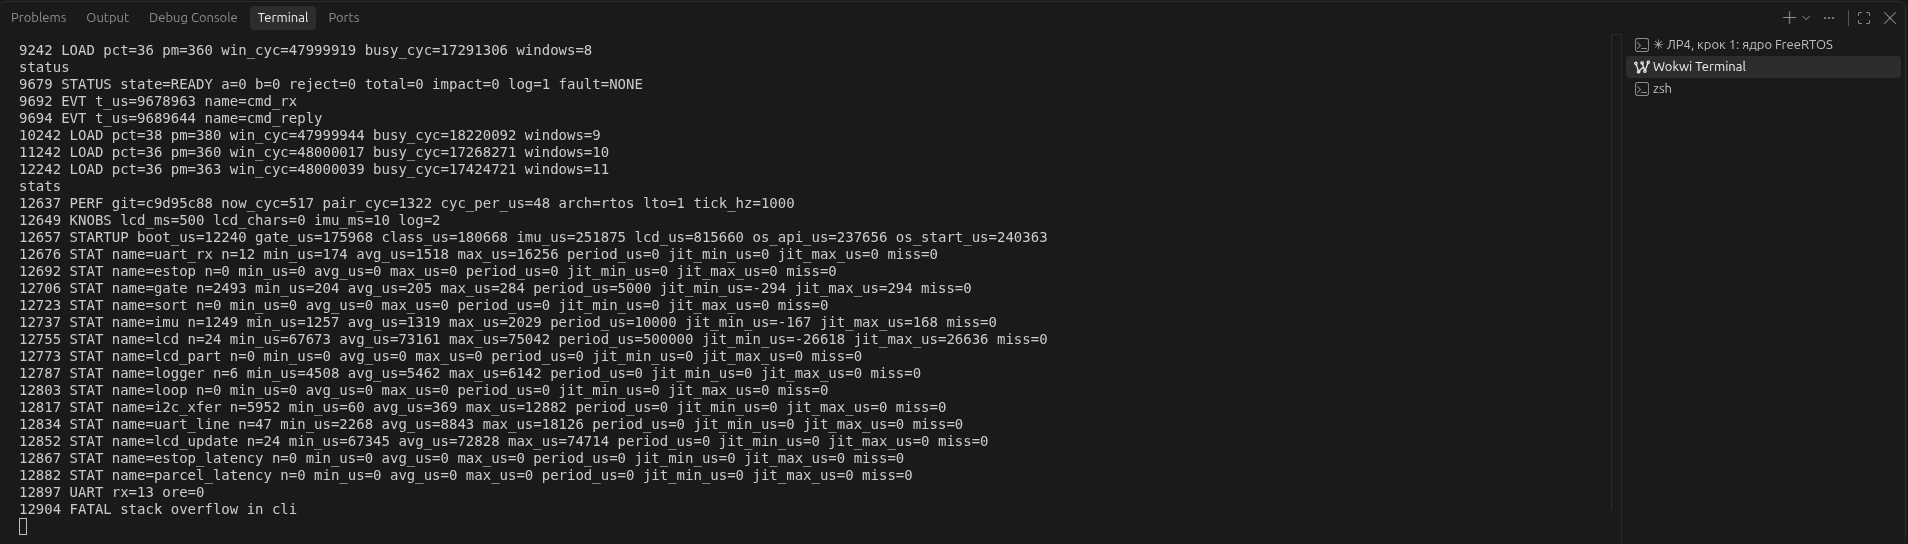 Problems Output Debug Console Terminal Ports
9242 LOAD pct=36 pm=360 win_cyc=47999919 busy_cyc=17291306 windows=8
status
9679 STATUS state=READY a=0 b=0 reject=0 total=0 impact=0 log=1 fault=NONE
9692 EVT t_us=9678963 name=cmd_rx
9694 EVT t_us=9689644 name=cmd_reply
10242 LOAD pct=38 pm=380 win_cyc=47999944 busy_cyc=18220092 windows=9
11242 LOAD pct=36 pm=360 win_cyc=48000017 busy_cyc=17268271 windows=10
12242 LOAD pct=36 pm=363 win_cyc=48000039 busy_cyc=17424721 windows=11
stats
12637 PERF git=c9d95c88 now_cyc=517 pair_cyc=1322 cyc_per_us=48 arch=rtos lto=1 tick_hz=1000
12649 KNOBS lcd_ms=500 lcd_chars=0 imu_ms=10 log=2
12657 STARTUP boot_us=12240 gate_us=175968 class_us=180668 imu_us=251875 lcd_us=815660 os_api_us=237656 os_start_us=240363
12676 STAT name=uart_rx n=12 min_us=174 avg_us=1518 max_us=16256 period_us=0 jit_min_us=0 jit_max_us=0 miss=0
12692 STAT name=estop n=0 min_us=0 avg_us=0 max_us=0 period_us=0 jit_min_us=0 jit_max_us=0 miss=0
12706 STAT name=gate n=2493 min_us=204 avg_us=205 max_us=284 period_us=5000 jit_min_us=-294 jit_max_us=294 miss=0
12723 STAT name=sort n=0 min_us=0 avg_us=0 max_us=0 period_us=0 jit_min_us=0 jit_max_us=0 miss=0
12737 STAT name=imu n=1249 min_us=1257 avg_us=1319 max_us=2029 period_us=10000 jit_min_us=-167 jit_max_us=168 miss=0
12755 STAT name=lcd n=24 min_us=67673 avg_us=73161 max_us=75042 period_us=500000 jit_min_us=-26618 jit_max_us=26636 miss=0
12773 STAT name=lcd_part n=0 min_us=0 avg_us=0 max_us=0 period_us=0 jit_min_us=0 jit_max_us=0 miss=0
12787 STAT name=logger n=6 min_us=4508 avg_us=5462 max_us=6142 period_us=0 jit_min_us=0 jit_max_us=0 miss=0
12803 STAT name=loop n=0 min_us=0 avg_us=0 max_us=0 period_us=0 jit_min_us=0 jit_max_us=0 miss=0
12817 STAT name=i2c_xfer n=5952 min_us=60 avg_us=369 max_us=12882 period_us=0 jit_min_us=0 jit_max_us=0 miss=0
12834 STAT name=uart_line n=47 min_us=2268 avg_us=8843 max_us=18126 period_us=0 jit_min_us=0 jit_max_us=0 miss=0
12852 STAT name=lcd_update n=24 min_us=67345 avg_us=72828 max_us=74714 period_us=0 jit_min_us=0 jit_max_us=0 miss=0
12867 STAT name=estop_latency n=0 min_us=0 avg_us=0 max_us=0 period_us=0 jit_min_us=0 jit_max_us=0 miss=0
12882 STAT name=parcel_latency n=0 min_us=0 avg_us=0 max_us=0 period_us=0 jit_min_us=0 jit_max_us=0 miss=0
12897 UART rx=13 ore=0
12904 FATAL stack overflow in cli
✳ ЛР4, крок 1: ядро FreeRTOS
Wokwi Terminal
zsh